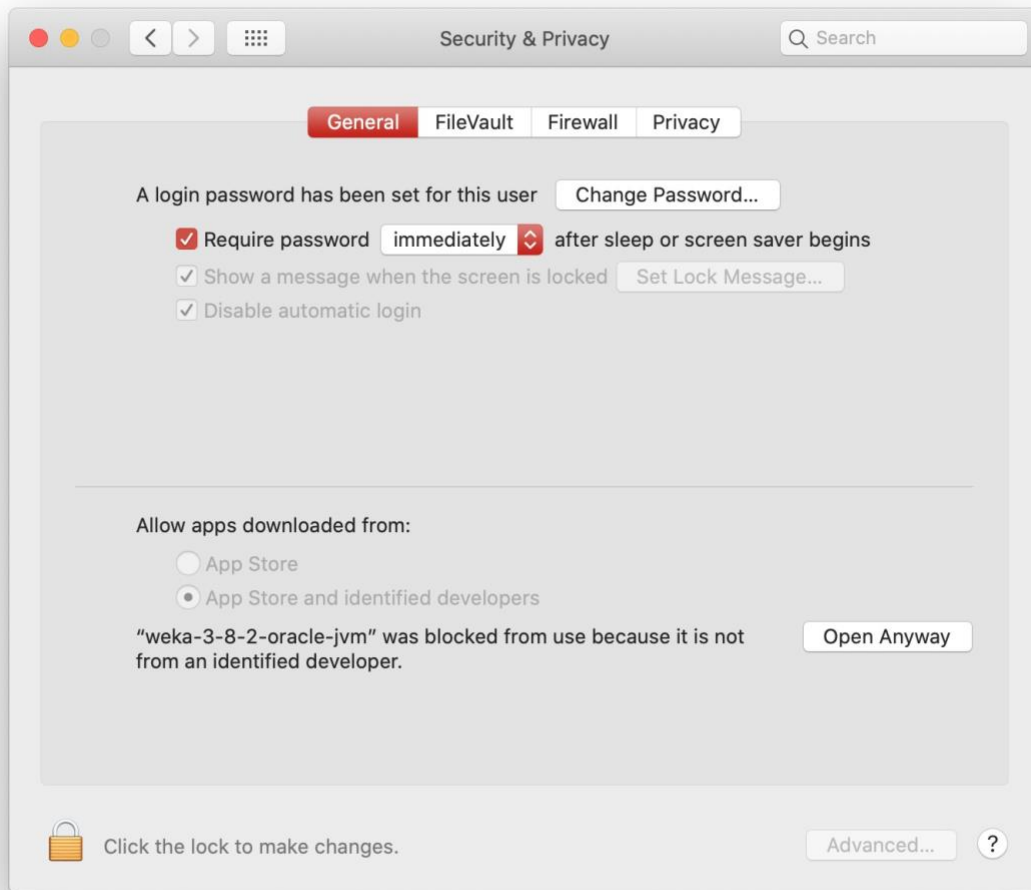 Security & Privacy
Search
General FileVault Firewall Privacy
A login password has been set for this user Change Password...
Require password immediately after sleep or screen saver begins
Show a message when the screen is locked Set Lock Message...
Disable automatic login
Allow apps downloaded from:
App Store
App Store and identified developers
“weka-3-8-2-oracle-jvm” was blocked from use because it is not Open Anyway
from an identified developer.
Click the lock to make changes. Advanced... ?